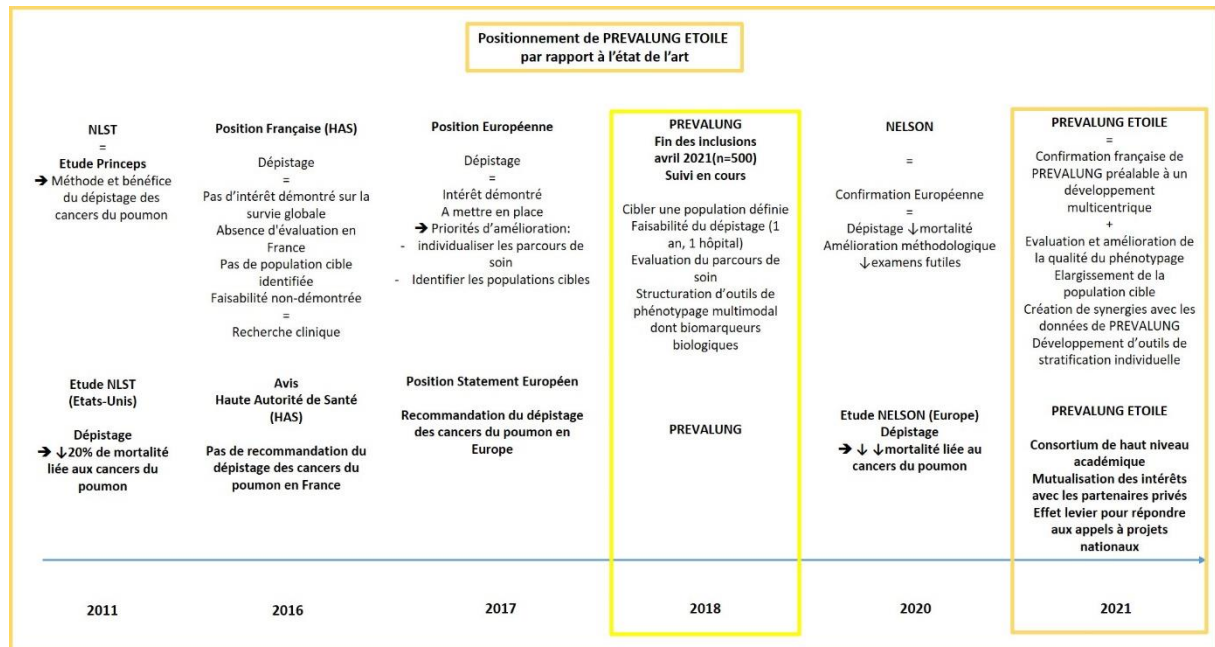 Positionnement de PREVALUNG ETOILE
par rapport à l'état de l'art
NLST
=
Etude Princeps
➔ Méthode et bénéfice
du dépistage des
cancers du poumon
Position Française (HAS)
Dépistage
=
Pas d'intérêt démontré sur la
survie globale
Absence d'évaluation en
France
Pas de population cible
identifiée
Faisabilité non-démontrée
=
Recherche clinique
Position Européenne
Dépistage
=
Intérêt démontré
A mettre en place
➔ Priorités d'amélioration:
- individualiser les parcours de
soin
- Identifier les populations cibles
PREVALUNG
Fin des inclusions
avril 2021(n=500)
Suivi en cours
Cibler une population définie
Faisabilité du dépistage (1
an, 1 hôpital)
Evaluation du parcours de
soin
Structuration d'outils de
phénotypage multimodal
dont biomarqueurs
biologiques
NELSON
=
Confirmation Européenne
=
Dépistage ↓mortalité
Amélioration méthodologique
↓examens futiles
PREVALUNG ETOILE
=
Confirmation française de
PREVALUNG préalable à un
développement
multicentrique
+
Evaluation et amélioration de
la qualité du phénotypage
Elargissement de la
population cible
Création de synergies avec les
données de PREVALUNG
Développement d'outils de
stratification individuelle
Etude NLST
(Etats-Unis)
Dépistage
➔ ↓20% de mortalité
liée aux cancers du
poumon
Avis
Haute Autorité de Santé
(HAS)
Pas de recommandation du
dépistage des cancers du
poumon en France
Position Statement Européen
Recommandation du dépistage
des cancers du poumon en
Europe
PREVALUNG
Etude NELSON (Europe)
Dépistage
➔ ↓ ↓mortalité liée au
cancers du poumon
PREVALUNG ETOILE
Consortium de haut niveau
académique
Mutualisation des intérêts
avec les partenaires privés
Effet levier pour répondre
aux appels à projets
nationaux
2011
2016
2017
2018
2020
2021